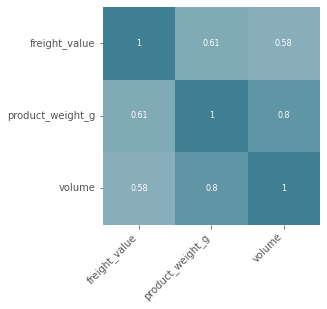 freight_value 1 0.61 0.58
product_weight_g 0.61 1 0.8
volume 0.58 0.8 1
freight_value product_weight_g volume